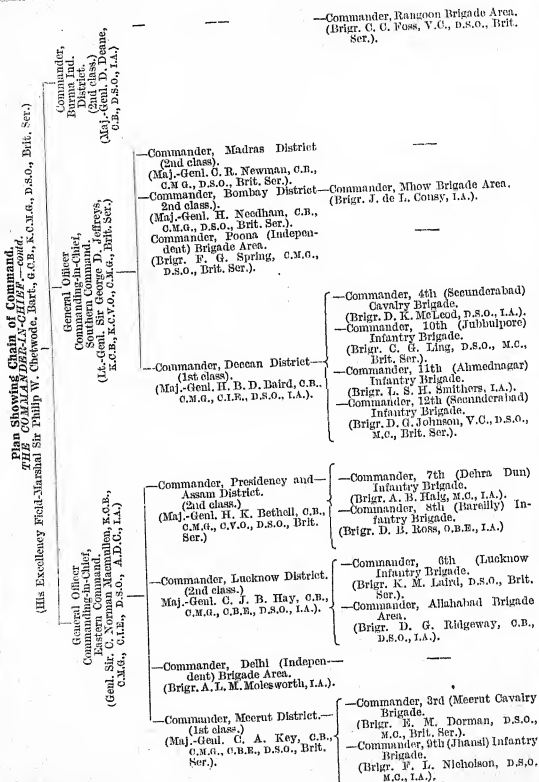 Plan Showing Chain of Command.
THE COMMANDER-IN-CHIEF.—contd.
(His Excellency Field-Marshal Sir Philip W. Chetwode, Bart., G.C.B., K.C.M.G., D.S.O., Brit. Ser.)
Commander,
Burma Ind.
District.
(2nd class.)
(Maj.-Genl. D. Deane,
C.B., D.S.O., I.A.)
—Commander, Rangoon Brigade Area.
(Brigr. C. C. Foss, V.C., D.S.O., Brit.
Ser.).
General Officer
Commanding-in-Chief,
Southern Command.
(Lt.-Genl. Sir George D. Jeffreys,
K.C.B., K.C.V.O., C.M.G., Brit. Ser.)
—Commander, Madras District
(2nd class).
(Maj.-Genl. C. R. Newman, C.B.,
C.M G., D.S.O., Brit. Ser.).
—Commander, Bombay District
2nd class.).
(Maj.-Genl. H. Needham, C.B.,
C.M.G., D.S.O., Brit. Ser.).
—Commander, Mhow Brigade Area.
(Brigr. J. de L. Conry, I.A.).
Commander, Poona (Indepen-
dent) Brigade Area.
(Brigr. F. G. Spring, C.M.G.,
D.S.O., Brit. Ser.).
—Commander, Deccan District—
(1st class).
(Maj.-Genl. H. B. D. Baird, C.B.,
C.M.G., C.I.E., D.S.O., I.A.).
—Commander, 4th (Secunderabad)
Cavalry Brigade.
(Brigr. D. K. McLeod, D.S.O., I.A.).
—Commander, 10th (Jubbulpore)
Infantry Brigade.
(Brigr. C. G. Ling, D.S.O., M.C.,
Brit. Ser.).
—Commander, 11th (Ahmednagar)
Infantry Brigade.
(Brigr. L. S. H. Smithers, I.A.).
—Commander, 12th (Secunderabad)
Infantry Brigade.
(Brigr. D. G. Johnson, V.C., D.S.O.,
M.C., Brit. Ser.).
General Officer
Commanding-in-Chief,
Eastern Command.
(Genl. Sir. C. Norman Macmullen, K.C.B.,
C.M.G., C.I.E., D.S.O., A.D.C., I.A.)
—Commander, Presidency and—
Assam District.
(2nd class.)
(Maj.-Genl. H. K. Bethell, C.B.,
C.M.G., C.V.O., D.S.O., Brit.
Ser.)
—Commander, 7th (Dehra Dun)
Infantry Brigade.
(Brigr. A. B. Haig, M.C., I.A.).
—Commander, 8th (Bareilly) In-
fantry Brigade.
(Brigr. D. B. Ross, O.B.E., I.A.)
—Commander, Lucknow District.
(2nd class)
Maj.-Genl. C. J. B. Hay, C.B.,
C.M.G., C.B.E., D.S.O., I.A.).
—Commander, 6th (Lucknow
Infantry Brigade.
(Brigr. K. M. Laird, D.S.O., Brit.
Ser.).
—Commander, Allahabad Brigade
Area.
(Brigr. D. G. Ridgeway, C.B.,
D.S.O., I.A.).
—Commander, Delhi (Indepen-
dent) Brigade Area.
(Brigr. A. L. M. Molesworth, I.A.).
—Commander, Meerut District.—
(1st class.)
(Maj.-Genl. C. A. Key, C.B.,
C.M.G., C.B.E., D.S.O., Brit.
Ser.).
—Commander, 3rd (Meerut Cavalry
Brigade.
(Brigr. E. M. Dorman, D.S.O.,
M.C., Brit. Ser.).
—Commander, 9th (Jhansi) Infantry
Brigade.
(Brigr. F. L. Nicholson, D.S.O.
M.C., I.A.).